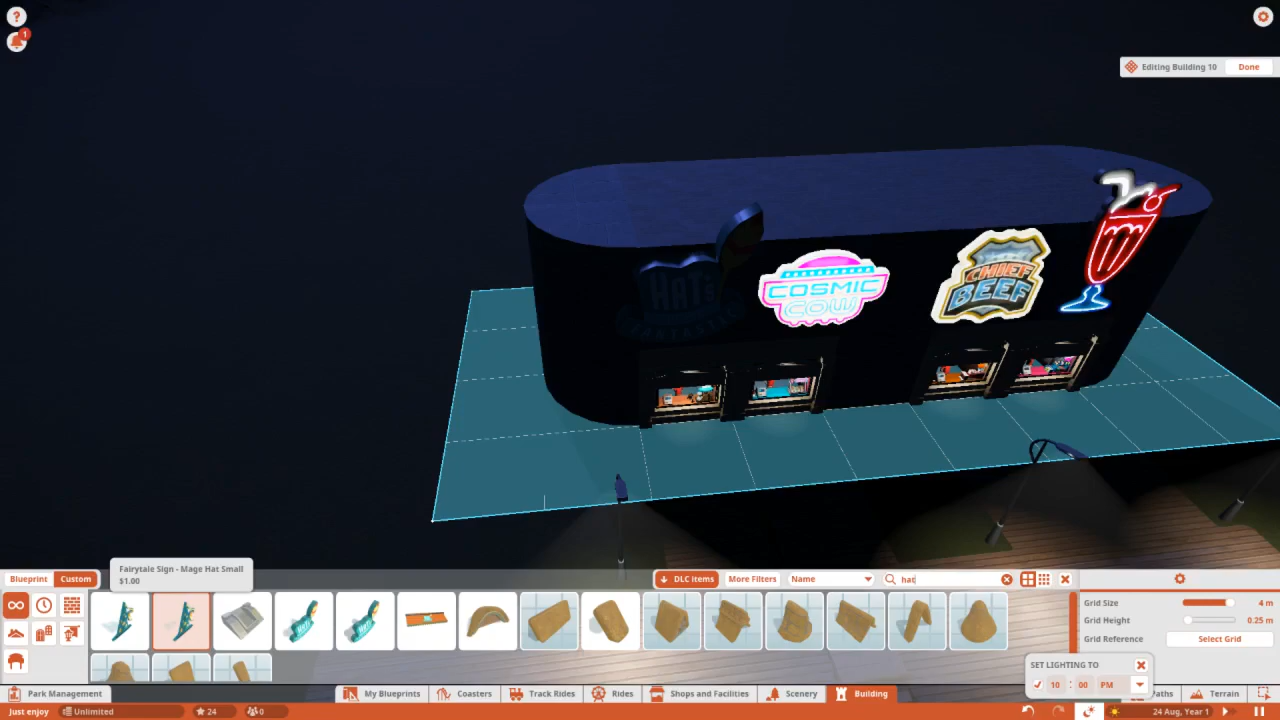 ?
1
Editing Building 10
Done
HATS
FANTASTIC
COSMIC
COW
CHIEF
BEEF
Fairytale Sign - Mage Hat Small
$1.00
Blueprint
Custom
DLC Items
More Filters
Name
hat
Grid Size
4 m
Grid Height
0.25 m
Grid Reference
Select Grid
SET LIGHTING TO
10 : 00 PM
Park Management
My Blueprints
Coasters
Track Rides
Rides
Shops and Facilities
Scenery
Building
Paths
Terrain
Just enjoy
Unlimited
24
0
24 Aug, Year 1